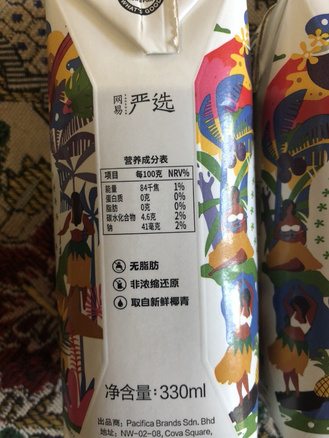 WHAT'S GOOD
网易 严选
营养成分表
项目 每100克 NRV%
能量 84千焦 1%
蛋白质 0克 0%
脂肪 0克 0%
碳水化合物 4.6克 2%
钠 41毫克 2%
无脂肪
非浓缩还原
取自新鲜椰青
净含量:330ml
出品商: Pacifica Brands Sdn. Bhd
地址: NW-02-08, Cova Square,